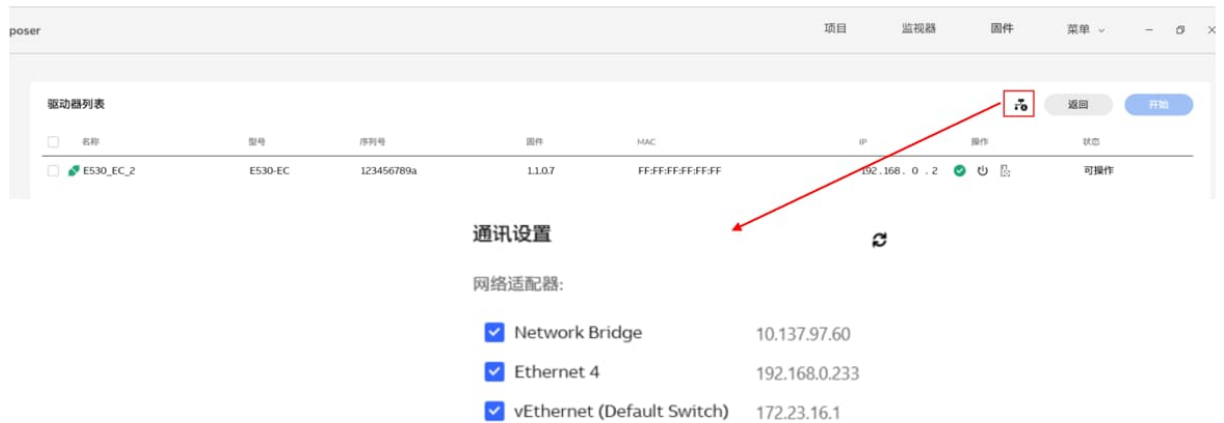 poser 项目 监视器 固件 菜单
驱动器列表 返回 开始
名称 型号 序列号 固件 MAC IP 操作 状态
E530_EC_2 E530-EC 123456789a 1.1.0.7 FF:FF:FF:FF:FF:FF 192.168. 0 . 2 可操作
通讯设置
网络适配器:
Network Bridge 10.137.97.60
Ethernet 4 192.168.0.233
vEthernet (Default Switch) 172.23.16.1